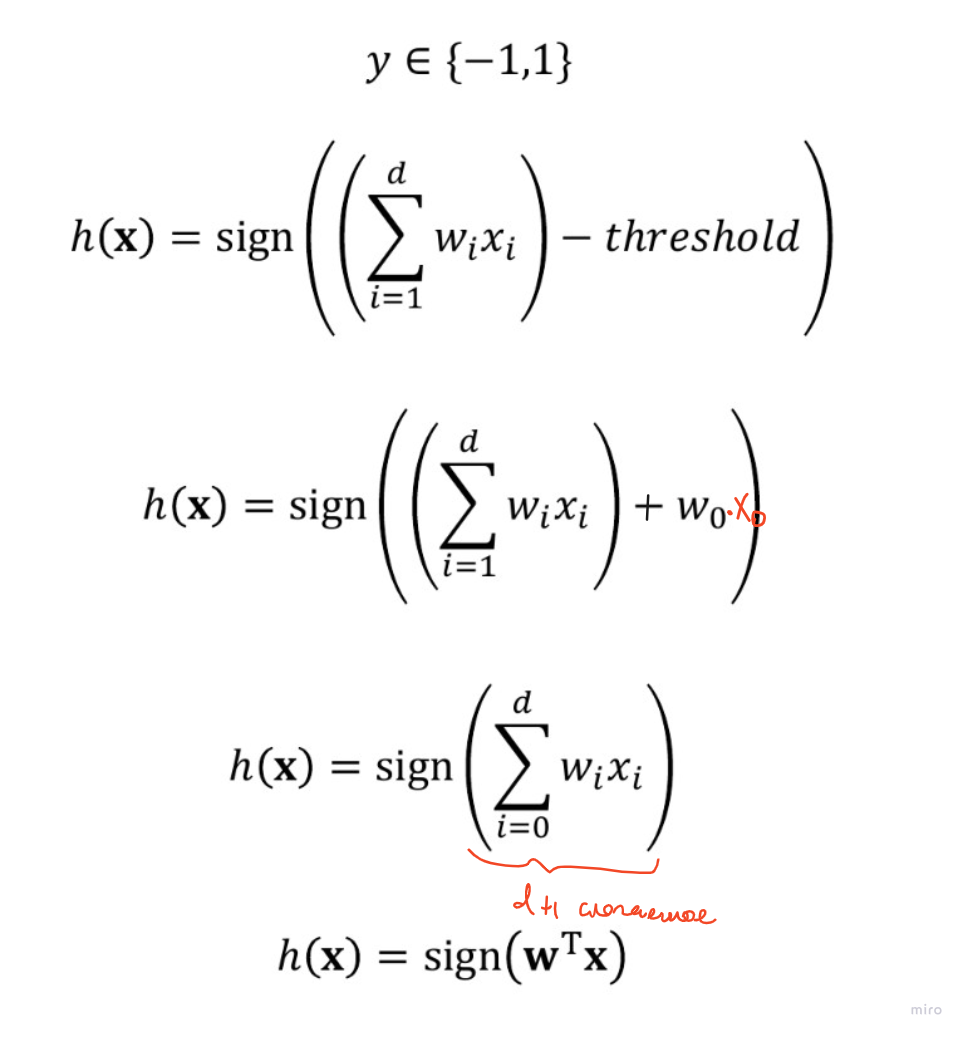 y ∈ {−1,1}
h(𝐱) = sign((∑_{i=1}^{d} w_i x_i) − threshold)
h(𝐱) = sign((∑_{i=1}^{d} w_i x_i) + w_0 · x_0)
h(𝐱) = sign(∑_{i=0}^{d} w_i x_i)
d+1 слагаемое
h(𝐱) = sign(𝐰ᵀ𝐱)
miro